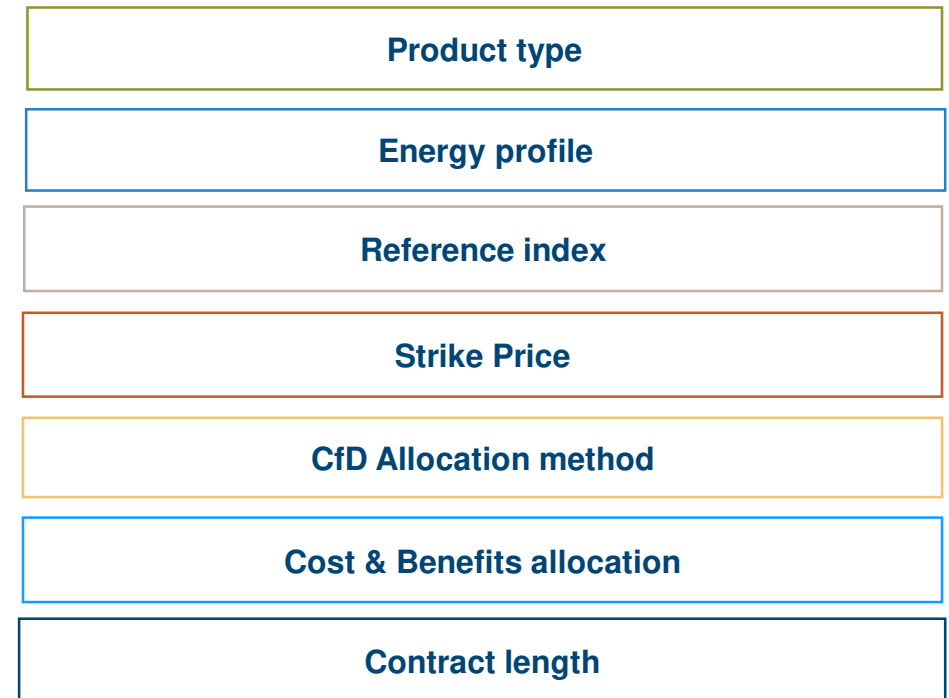 Product type
Energy profile
Reference index
Strike Price
CfD Allocation method
Cost & Benefits allocation
Contract length